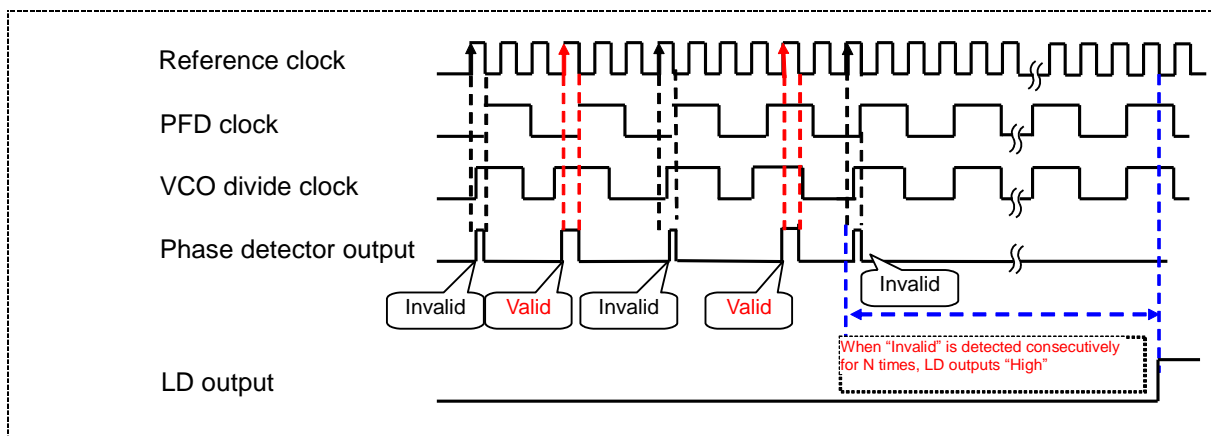 Reference clock
PFD clock
VCO divide clock
Phase detector output
Invalid
Valid
Invalid
Valid
Invalid
When “Invalid” is detected consecutively
for N times, LD outputs “High”
LD output